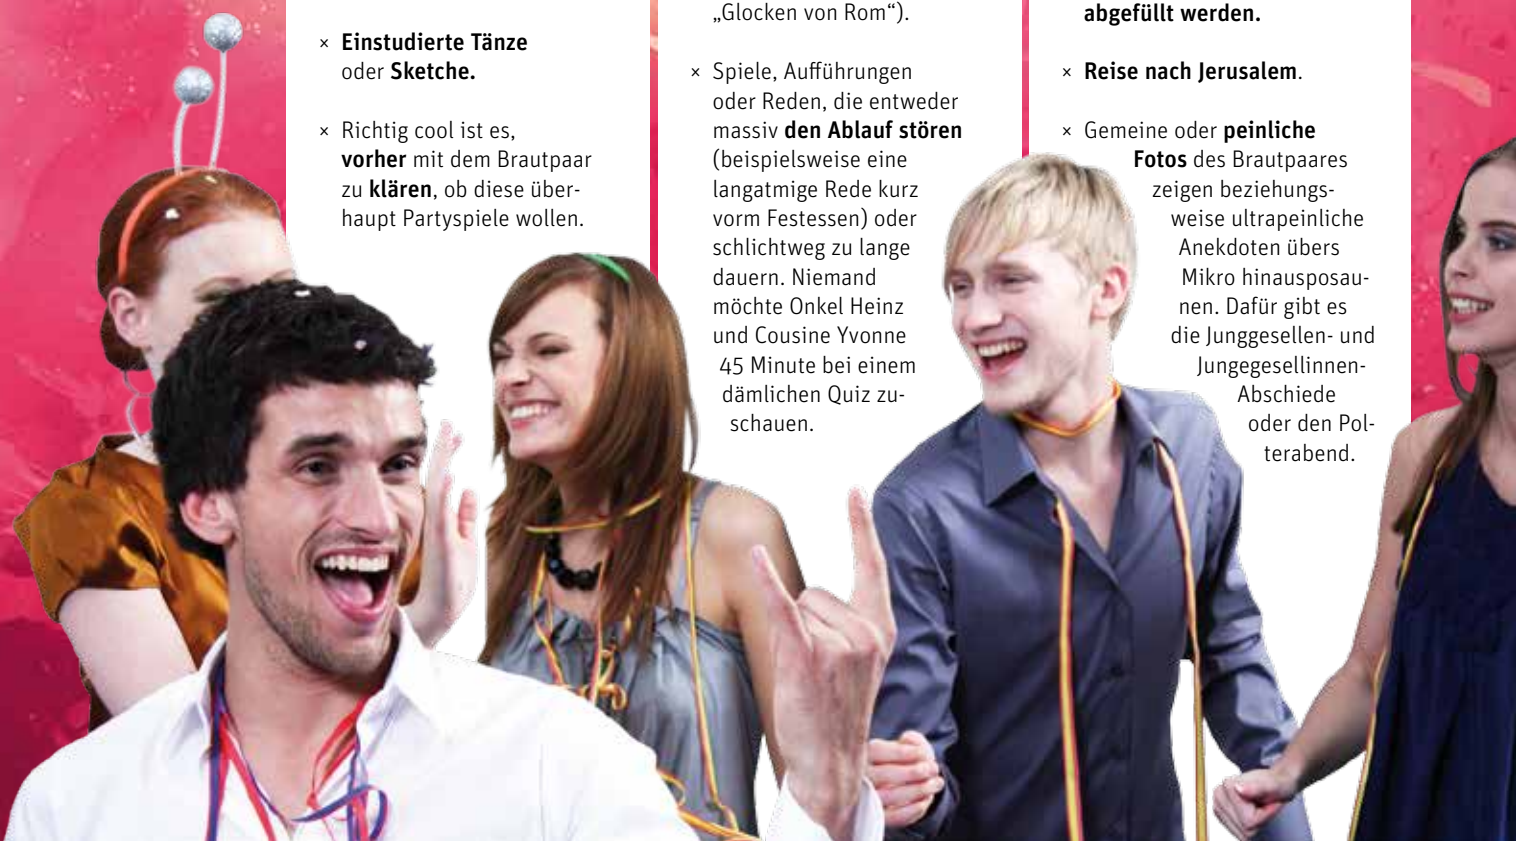 × Einstudierte Tänze
oder Sketche.
× Richtig cool ist es,
vorher mit dem Brautpaar
zu klären, ob diese über-
haupt Partyspiele wollen.
„Glocken von Rom“).
× Spiele, Aufführungen
oder Reden, die entweder
massiv den Ablauf stören
(beispielsweise eine
langatmige Rede kurz
vorm Festessen) oder
schlichtweg zu lange
dauern. Niemand
möchte Onkel Heinz
und Cousine Yvonne
45 Minute bei einem
dämlichen Quiz zu-
schauen.
abgefüllt werden.
× Reise nach Jerusalem.
× Gemeine oder peinliche
Fotos des Brautpaares
zeigen beziehungs-
weise ultrapeinliche
Anekdoten übers
Mikro hinausposau-
nen. Dafür gibt es
die Junggesellen- und
Jungegesellinnen-
Abschiede
oder den Pol-
terabend.